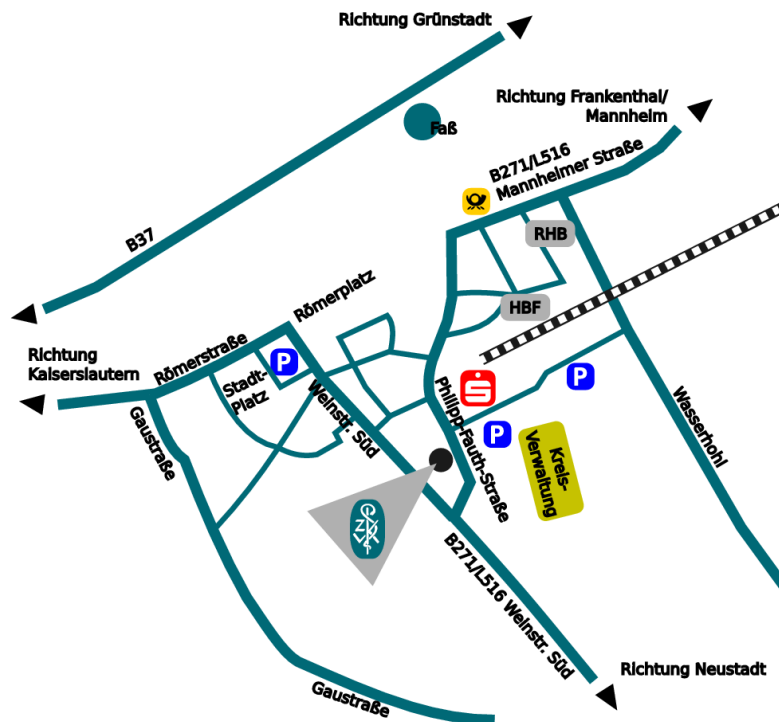 Richtung Grünstadt
Richtung Frankenthal/
Mannheim
Faß
B271/L516
Mannheimer Straße
B37
RHB
HBF
Römerplatz
Römerstraße
Richtung
Kaiserslautern
P
Stadt-
Platz
Weinstr. Süd
Gaustraße
P
P
Philipp-Fauth-Straße
Wasserhohl
Kreis-
verwaltung
B271/L516 Weinstr. Süd
Richtung Neustadt
Gaustraße